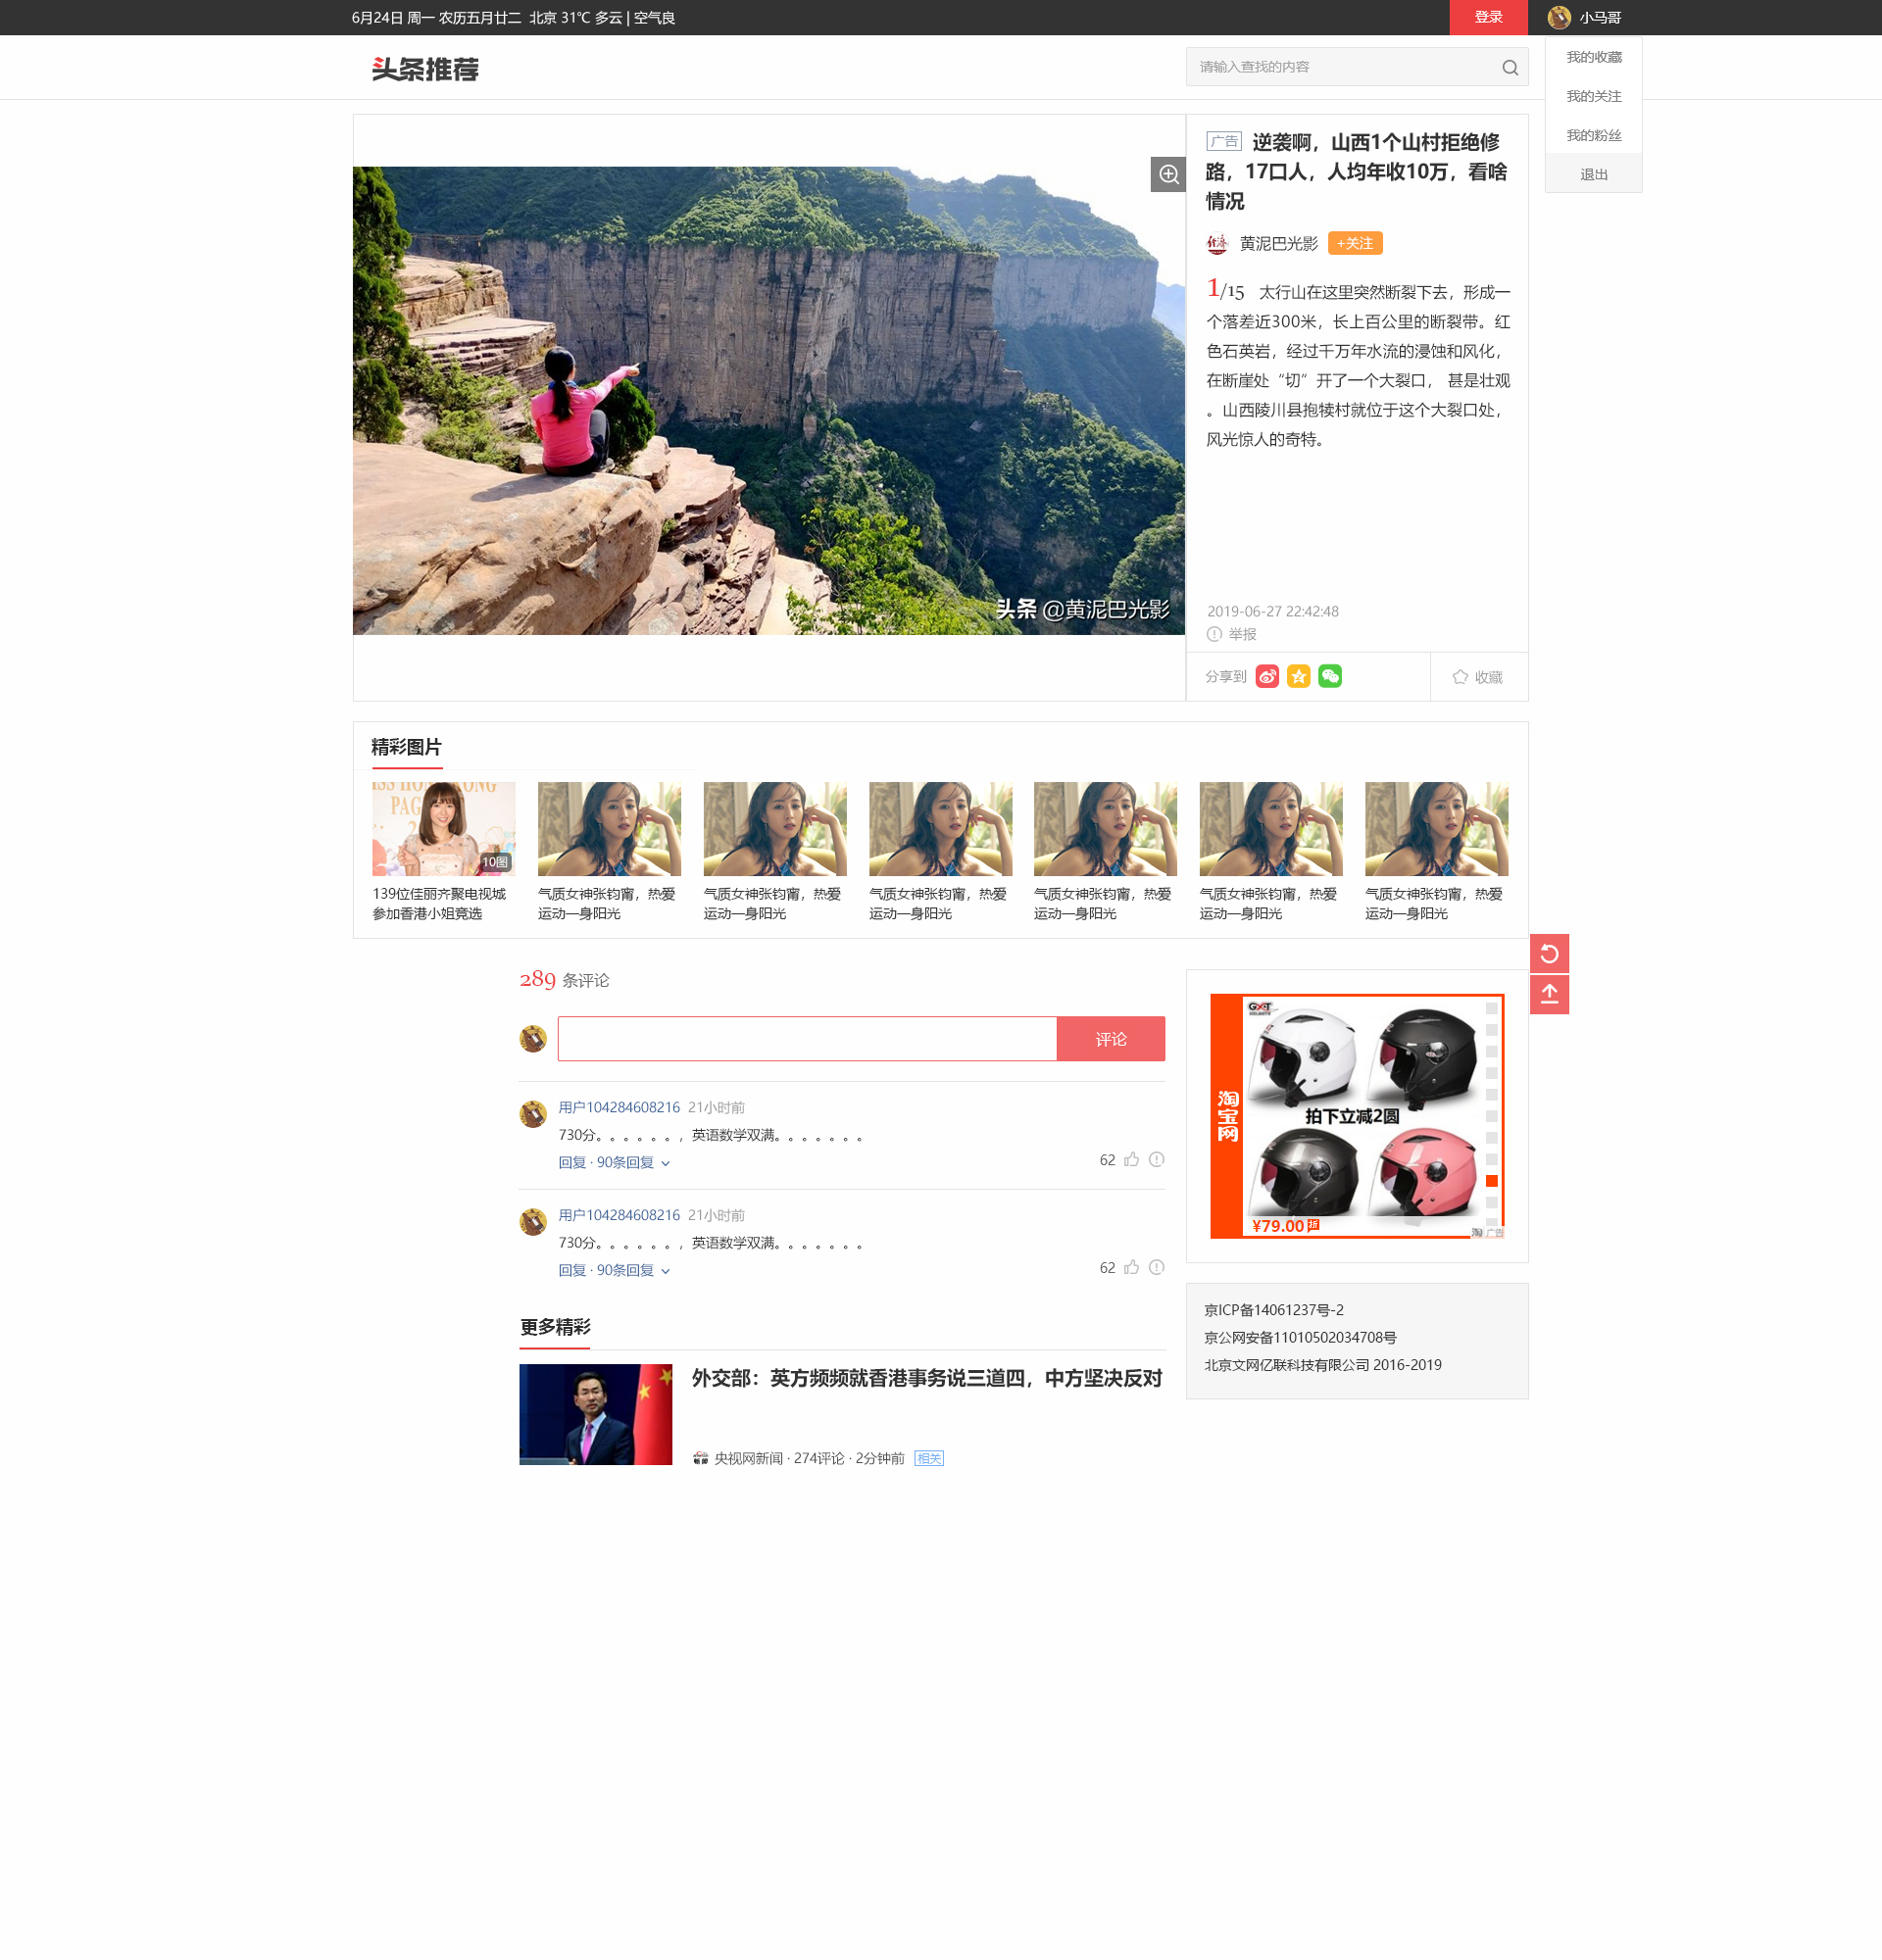 6月24日 周一 农历五月廿二 北京 31℃ 多云 | 空气良
登录
小马哥
头条推荐
请输入查找的内容
我的收藏
我的关注
我的粉丝
退出
广告 逆袭啊，山西1个山村拒绝修
路，17口人，人均年收10万，看啥
情况
黄泥巴光影 +关注
1/15 太行山在这里突然断裂下去，形成一
个落差近300米，长上百公里的断裂带。红
色石英岩，经过千万年水流的浸蚀和风化，
在断崖处“切”开了一个大裂口， 甚是壮观
。山西陵川县抱犊村就位于这个大裂口处，
风光惊人的奇特。
头条 @黄泥巴光影
2019-06-27 22:42:48
举报
分享到
收藏
精彩图片
10图
139位佳丽齐聚电视城
参加香港小姐竞选
气质女神张钧甯，热爱
运动一身阳光
气质女神张钧甯，热爱
运动一身阳光
气质女神张钧甯，热爱
运动一身阳光
气质女神张钧甯，热爱
运动一身阳光
气质女神张钧甯，热爱
运动一身阳光
气质女神张钧甯，热爱
运动一身阳光
289 条评论
评论
用户104284608216 21小时前
730分。。。。。。，英语数学双满。。。。。。。
回复 · 90条回复
62
用户104284608216 21小时前
730分。。。。。。，英语数学双满。。。。。。。
回复 · 90条回复
62
更多精彩
外交部：英方频频就香港事务说三道四，中方坚决反对
央视网新闻 · 274评论 · 2分钟前 相关
淘宝网
GXT
拍下立减2圆
¥79.00
淘 广告
京ICP备14061237号-2
京公网安备11010502034708号
北京文网亿联科技有限公司 2016-2019